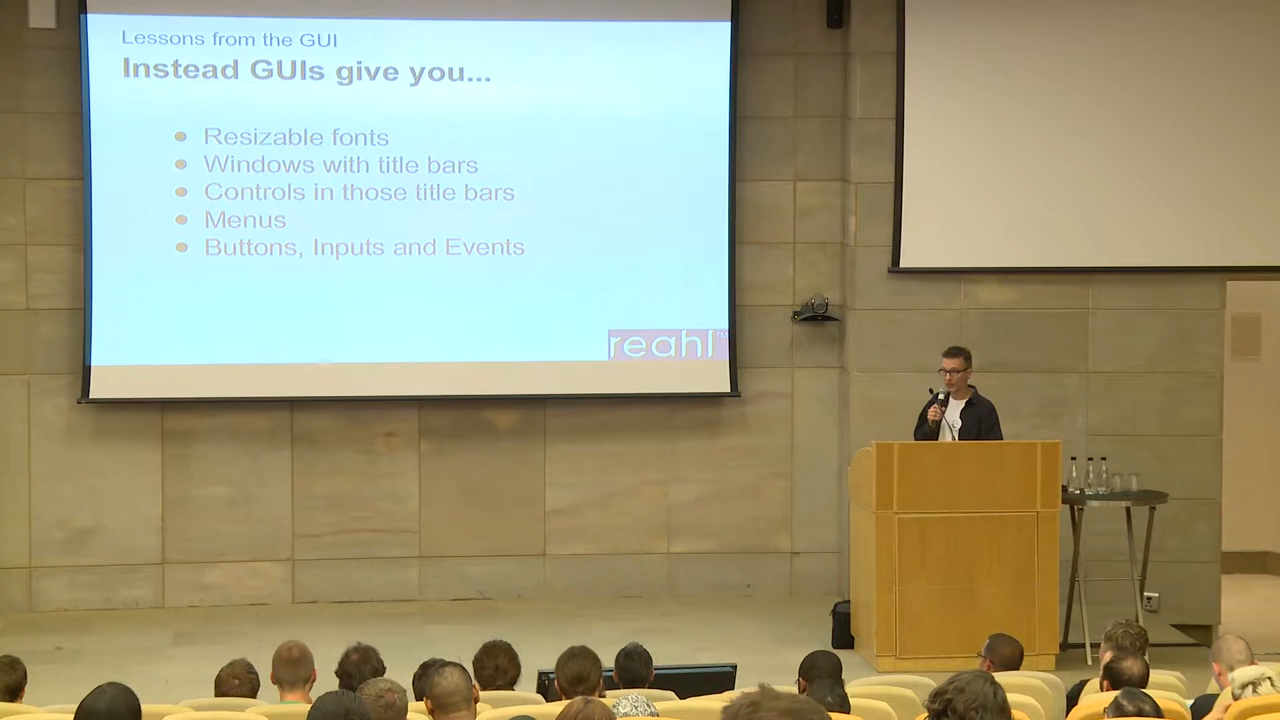 Lessons from the GUI
Instead GUIs give you...
● Resizable fonts
● Windows with title bars
● Controls in those title bars
● Menus
● Buttons, Inputs and Events
reahl™